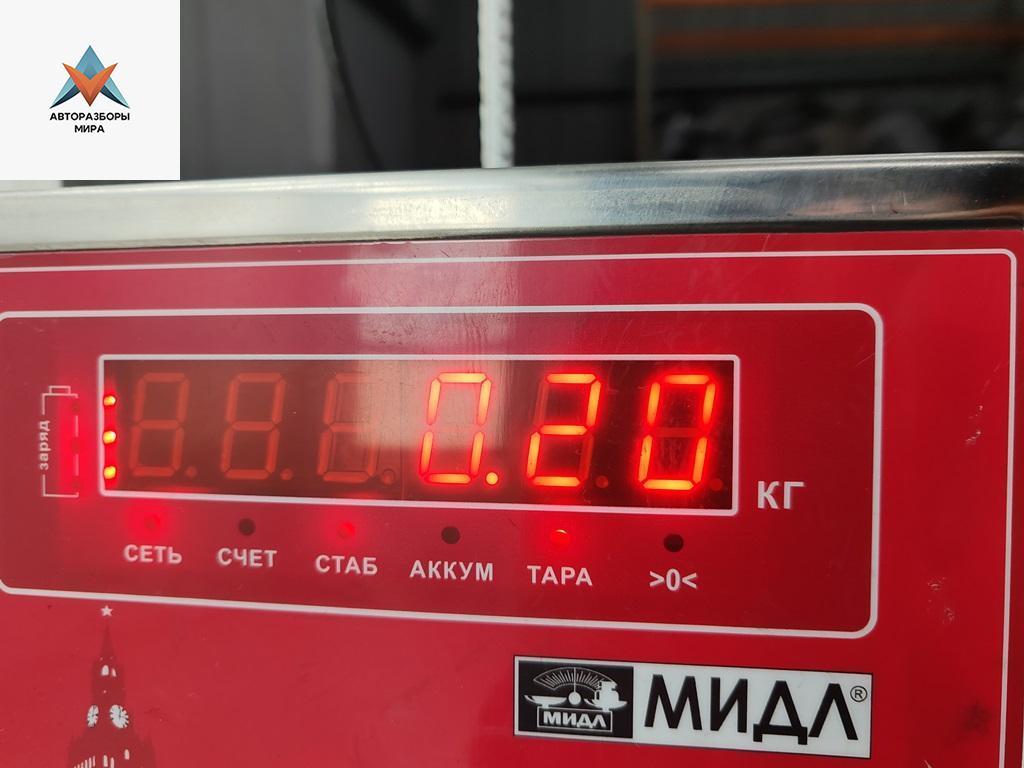 АВТОРАЗБОРЫ
МИРА
заряд
0.20
КГ
СЕТЬ СЧЕТ СТАБ АККУМ ТАРА >0<
МИДЛ
МИДЛ®